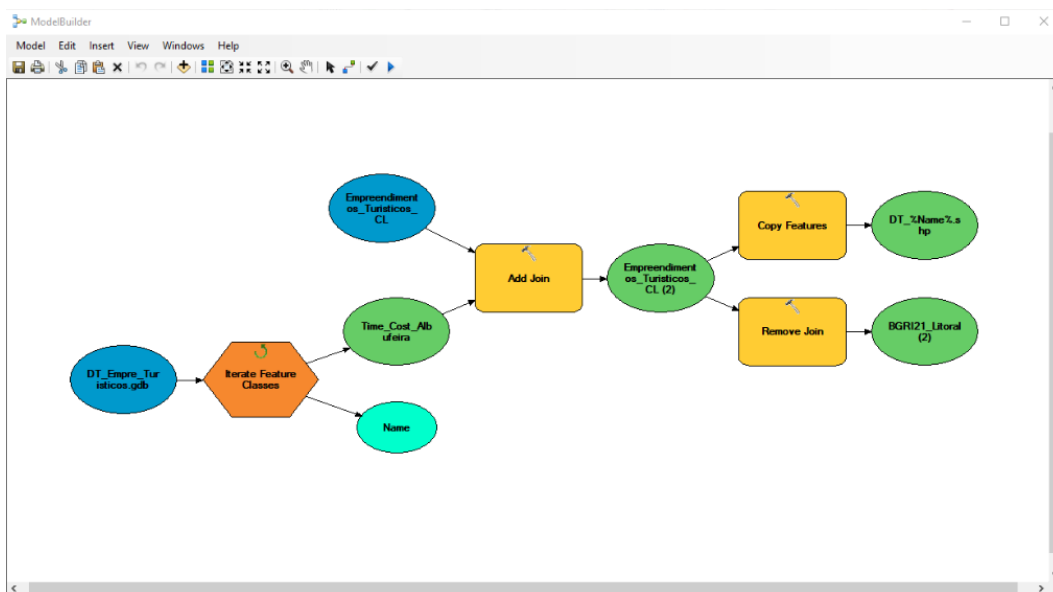 ModelBuilder
Model Edit Insert View Windows Help
Empreendiment
os_Turisticos_
CL
Copy Features
DT_%Name%.s
hp
Add Join
Empreendiment
os_Turisticos_
CL (2)
Time_Cost_Alb
ufeira
Remove Join
BGRI21_Litoral
(2)
DT_Empre_Tur
isticos.gdb
Iterate Feature
Classes
Name